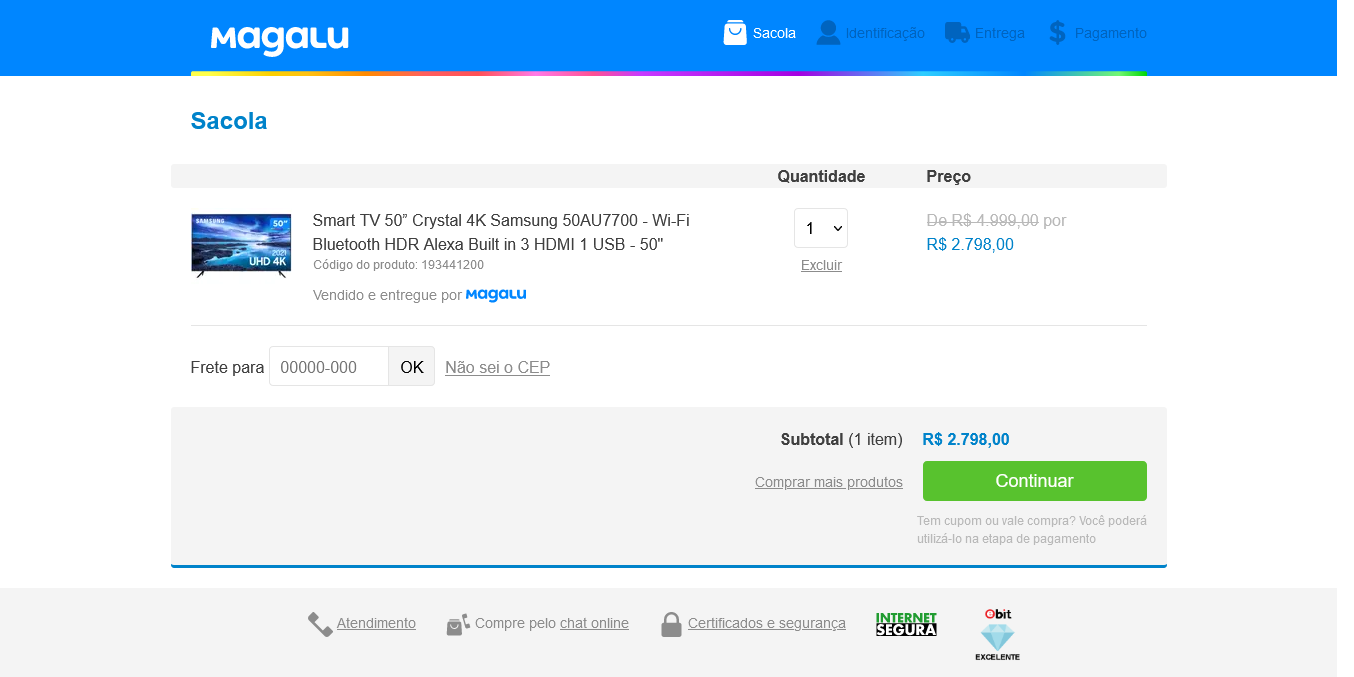 Magalu
Sacola
Identificação
Entrega
Pagamento
Sacola
Quantidade
Preço
SAMSUNG
50"
2021
UHD 4K
Smart TV 50” Crystal 4K Samsung 50AU7700 - Wi-Fi
Bluetooth HDR Alexa Built in 3 HDMI 1 USB - 50"
Código do produto: 193441200
Vendido e entregue por Magalu
1
Excluir
De R$ 4.999,00 por
R$ 2.798,00
Frete para 00000-000 OK Não sei o CEP
Subtotal (1 item) R$ 2.798,00
Comprar mais produtos
Continuar
Tem cupom ou vale compra? Você poderá
utilizá-lo na etapa de pagamento
Atendimento
Compre pelo chat online
Certificados e segurança
INTERNET
SEGURA
ebit
EXCELENTE